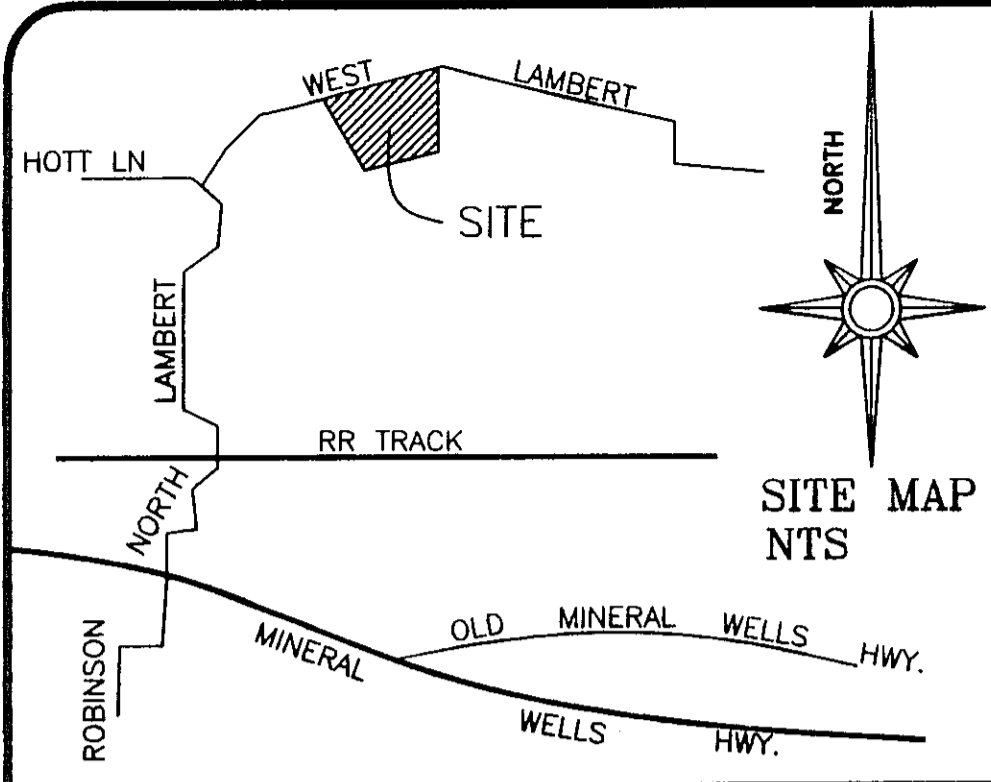 WEST LAMBERT
HOTT LN
SITE
NORTH
LAMBERT
RR TRACK
NORTH
SITE MAP
NTS
OLD MINERAL WELLS HWY.
MINERAL WELLS HWY.
ROBINSON